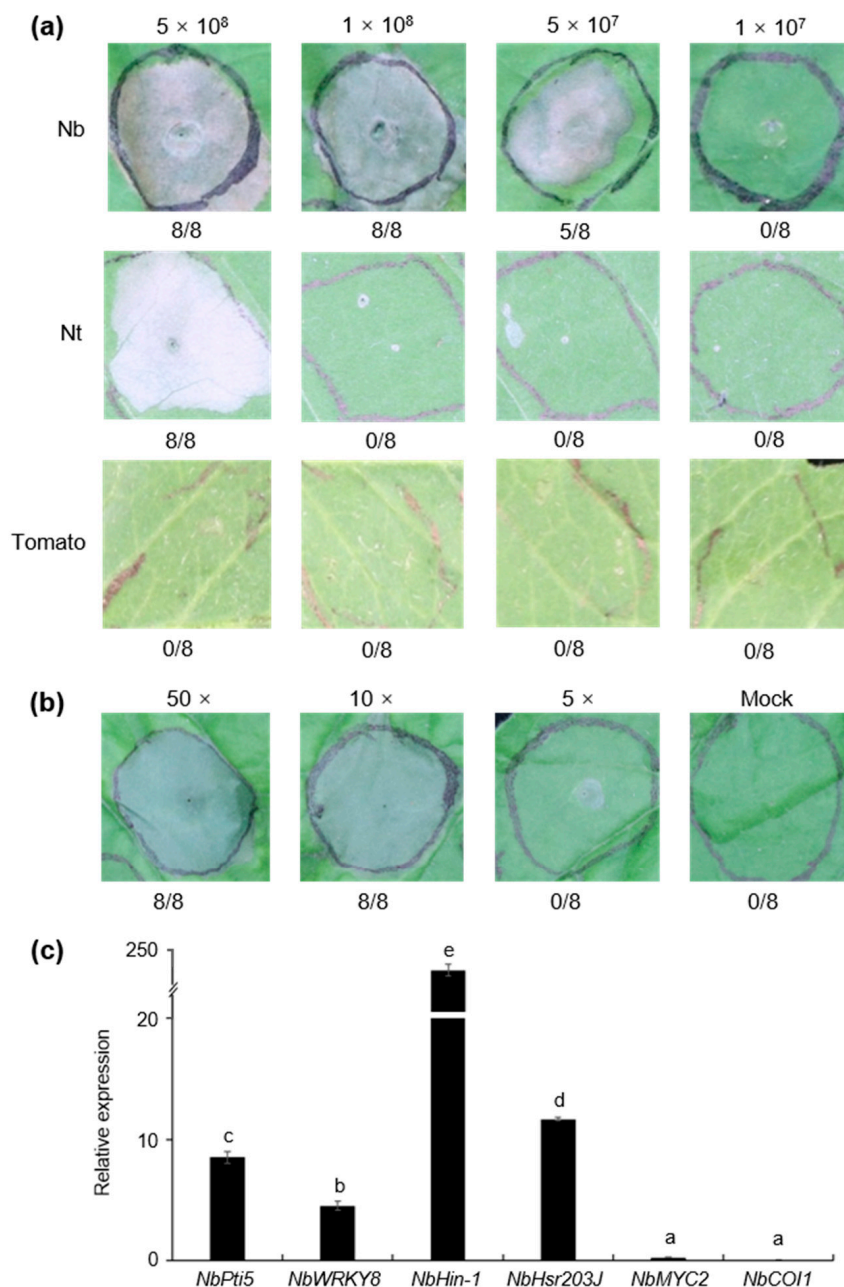 (a)
5 × 10⁸ 1 × 10⁸ 5 × 10⁷ 1 × 10⁷
Nb
8/8 8/8 5/8 0/8
Nt
8/8 0/8 0/8 0/8
Tomato
0/8 0/8 0/8 0/8
(b)
50 × 10 × 5 × Mock
8/8 8/8 0/8 0/8
(c)
Relative expression
250
20
10
0
c
b
e
d
a
a
NbPti5 NbWRKY8 NbHin-1 NbHsr203J NbMYC2 NbCOI1